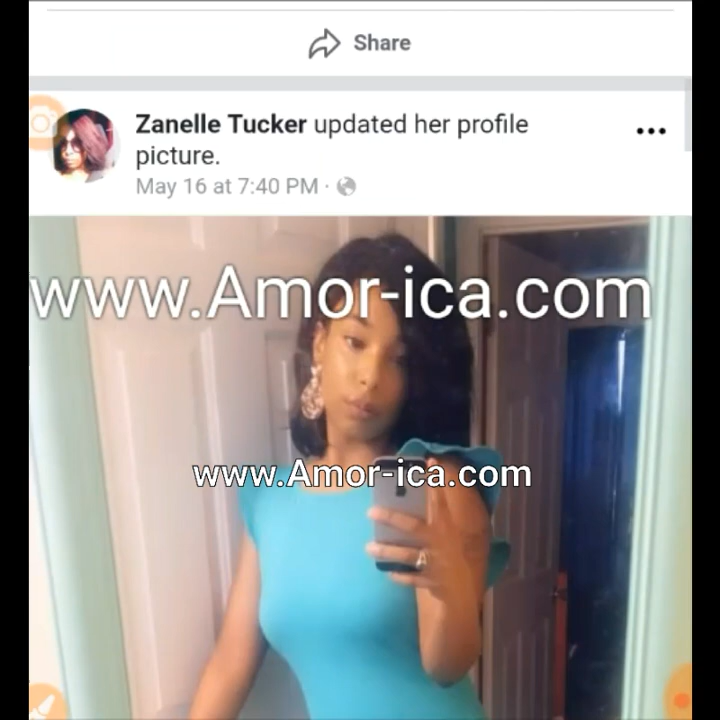 Share
Zanelle Tucker updated her profile
picture.
May 16 at 7:40 PM ·
www.Amor-ica.com
www.Amor-ica.com